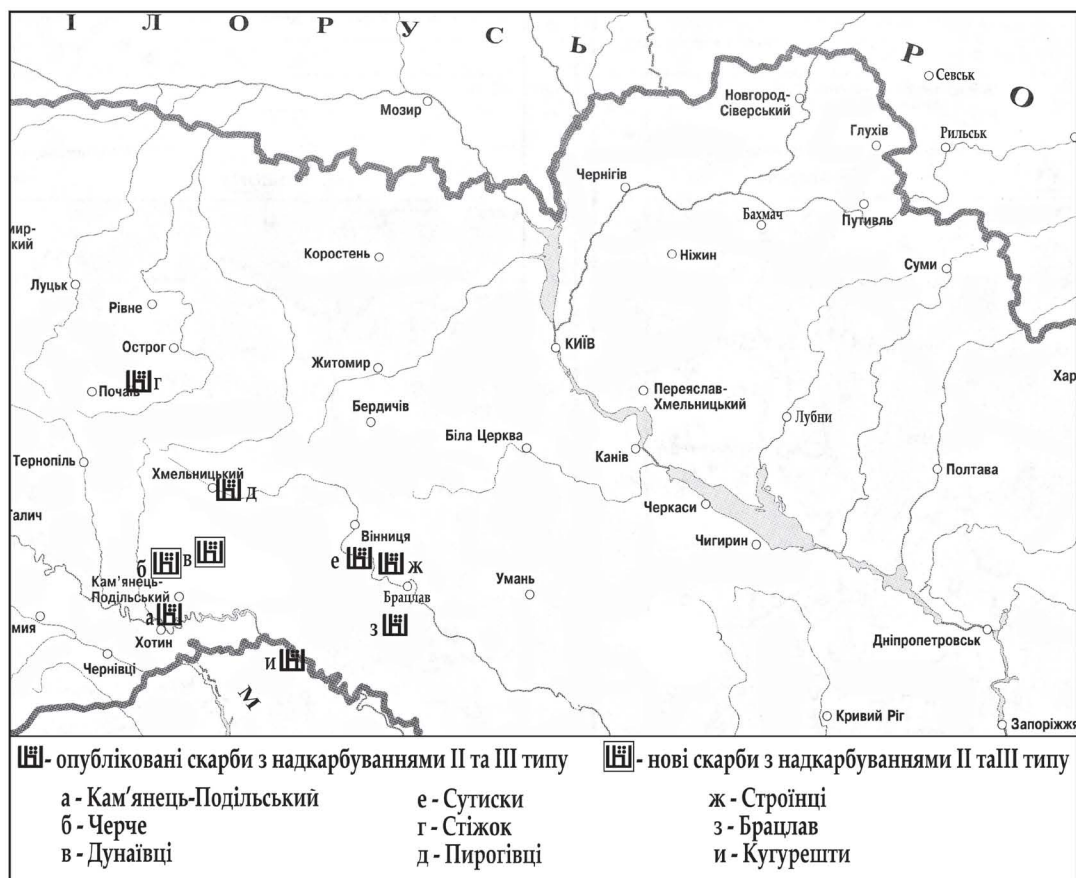 І Л О Р У С Ь
Р О
Севськ
Мозир
Новгород-
Сіверський
Глухів
Рильськ
Чернігів
Бахмач
Путивль
мир-
кий
Коростень
Ніжин
Суми
Луцьк
Рівне
Острог
КИЇВ
Житомир
Почаїв
г
Переяслав-
Хмельницький
Хар
Бердичів
Лубни
Біла Церква
Канів
Тернопіль
Хмельницький
д
Полтава
Черкаси
Галич
Вінниця
Чигирин
б
в
е
ж
Кам'янець-
Подільський
Брацлав
Умань
а
з
мия
Хотин
Дніпропетровськ
Чернівці
и
М
Кривий Ріг
Запоріжжя
- опубліковані скарби з надкарбуваннями II та III типу
- нові скарби з надкарбуваннями II таIII типу
а - Кам'янець-Подільський
б - Черче
в - Дунаївці
е - Сутиски
г - Стіжок
д - Пирогівці
ж - Строїнці
з - Брацлав
и - Кугурешти